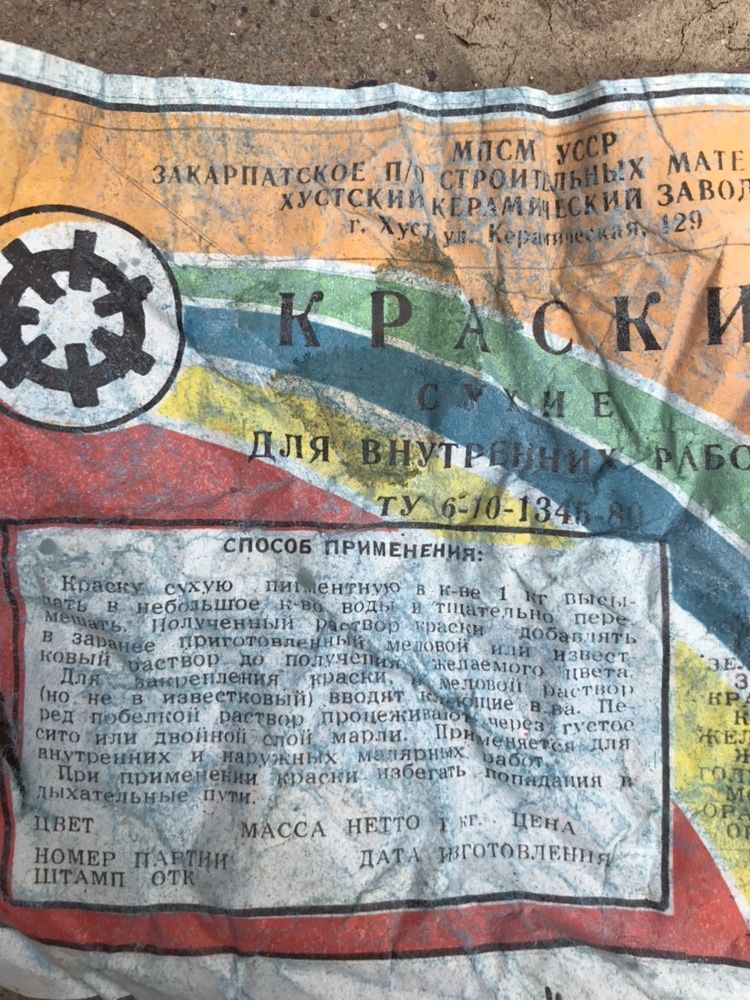 МПСМ УССР
ЗАКАРПАТСКОЕ П/О СТРОИТЕЛЬНЫХ МАТЕ
ХУСТСКИЙ КЕРАМИЧЕСКИЙ ЗАВОД
г. Хуст, ул. Керамическая, 129
КРАСКИ
СУХИЕ
ДЛЯ ВНУТРЕННИХ РАБО
ТУ 6-10-1345-80
СПОСОБ ПРИМЕНЕНИЯ:
Краску сухую пигментную в к-ве 1 кг высы-
пать в небольшое к-во воды и тщательно пере-
мешать. Полученный раствор краски добавлять
в заранее приготовленный меловой или извест-
ковый раствор до получения желаемого цвета.
Для закрепления краски в меловой раствор
(но не в известковый) вводят клеющие в-ва. Пе-
ред побелкой раствор процеживают через густое
сито или двойной слой марли. Применяется для
внутренних и наружных малярных работ.
При применении краски избегать попадания в
дыхательные пути.
ЦВЕТ МАССА НЕТТО 1 кг. ЦЕНА
НОМЕР ПАРТИИ ДАТА ИЗГОТОВЛЕНИЯ
ШТАМП ОТК
ЗЕЛ
З
КРА
К
ЖЕЛ
Ж
ГОЛ
ОРА